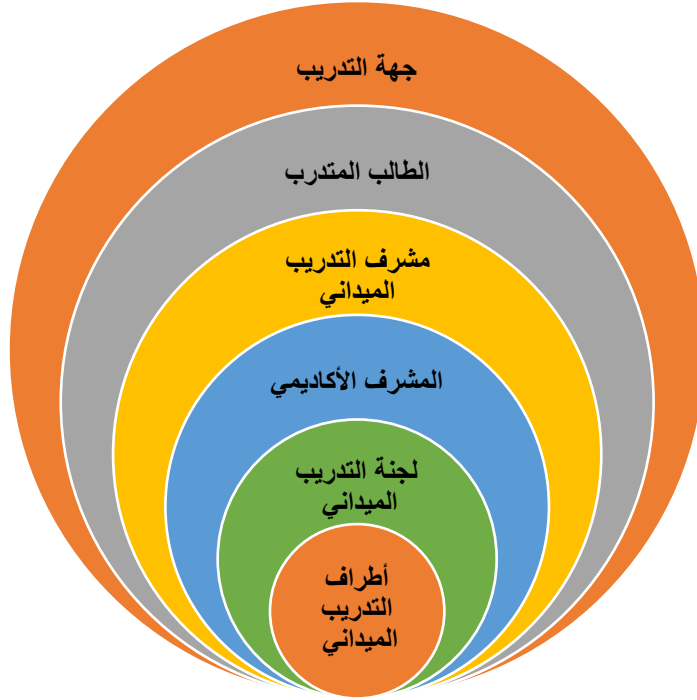 جهة التدريب
الطالب المتدرب
مشرف التدريب
الميداني
المشرف الأكاديمي
لجنة التدريب
الميداني
أطراف
التدريب
الميداني